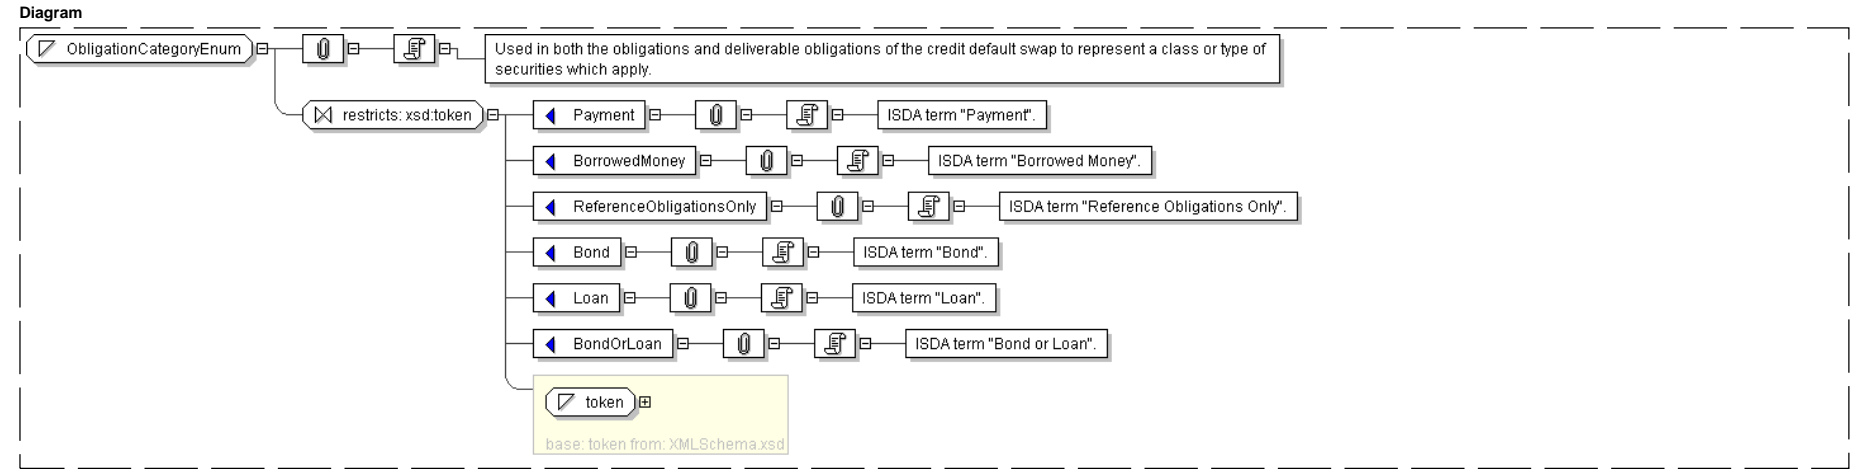 Diagram
ObligationCategoryEnum
Used in both the obligations and deliverable obligations of the credit default swap to represent a class or type of
securities which apply.
restricts: xsd:token
Payment
ISDA term "Payment".
BorrowedMoney
ISDA term "Borrowed Money".
ReferenceObligationsOnly
ISDA term "Reference Obligations Only".
Bond
ISDA term "Bond".
Loan
ISDA term "Loan".
BondOrLoan
ISDA term "Bond or Loan".
token
base: token from: XMLSchema.xsd